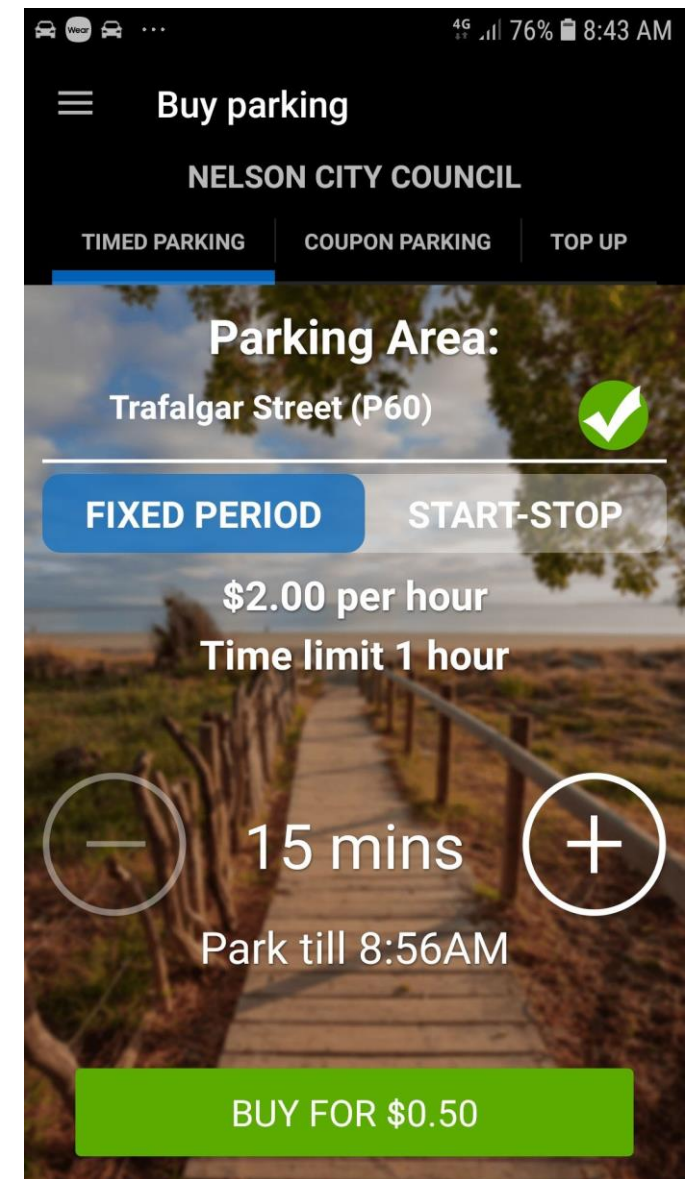 Wear ... 4G 76% 8:43 AM
Buy parking
NELSON CITY COUNCIL
TIMED PARKING COUPON PARKING TOP UP
Parking Area:
Trafalgar Street (P60)
FIXED PERIOD START-STOP
$2.00 per hour
Time limit 1 hour
15 mins
Park till 8:56AM
BUY FOR $0.50